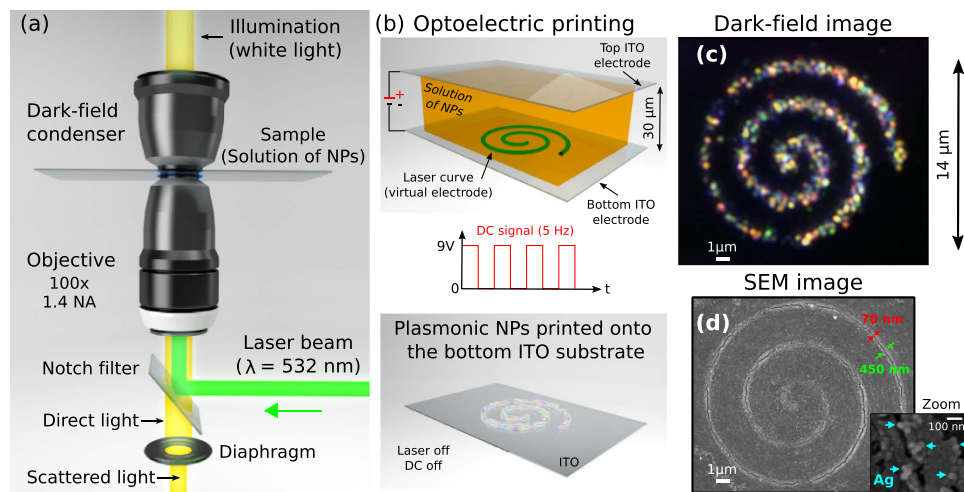 (a)
Illumination
(white light)
Dark-field
condenser
Sample
(Solution of NPs)
Objective
100x
1.4 NA
Laser beam
(λ = 532 nm)
Notch filter
Direct light
Diaphragm
Scattered light
(b) Optoelectric printing
Top ITO
electrode
+
-
Solution
of NPs
30 µm
Laser curve
(virtual electrode)
Bottom ITO
electrode
DC signal (5 Hz)
9V
0
t
Plasmonic NPs printed onto
the bottom ITO substrate
Laser off
DC off
ITO
Dark-field image
(c)
14 µm
1µm
SEM image
(d)
70 nm
450 nm
Zoom
100 nm
Ag
1µm